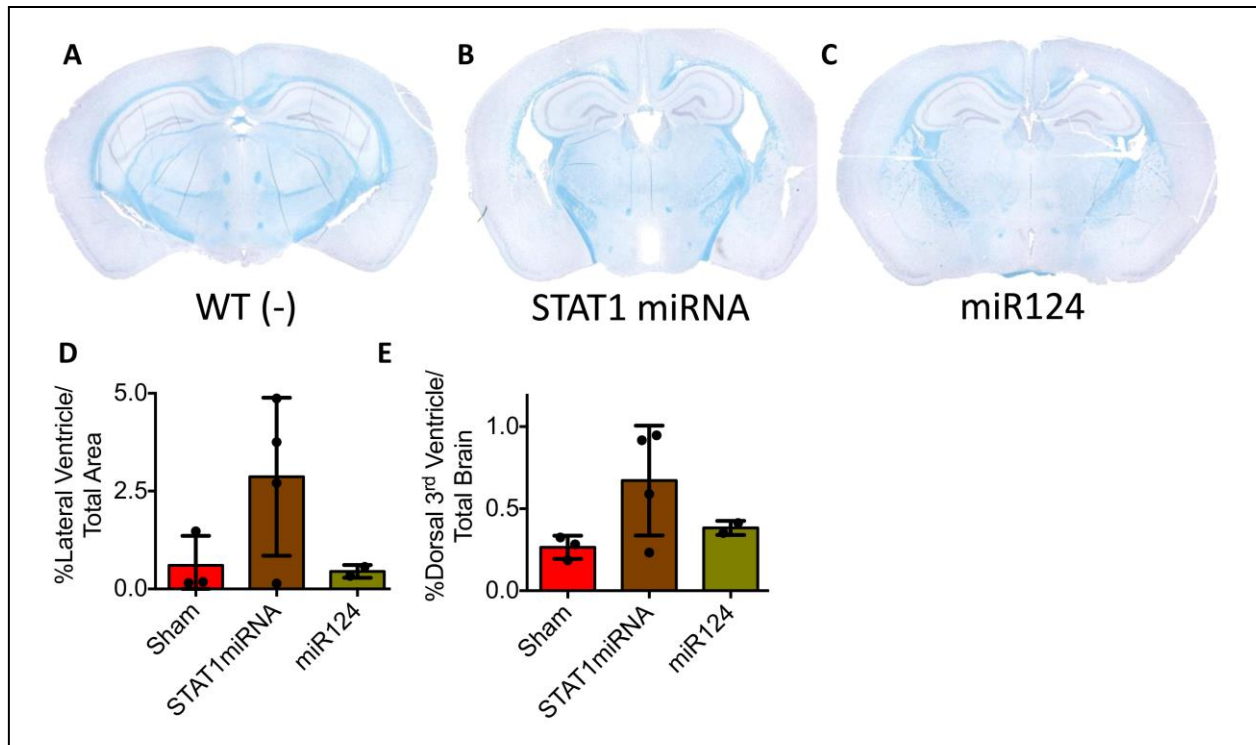 A
B
C
WT (-)
STAT1 miRNA
miR124
D
%Lateral Ventricle/
Total Area
5.0
2.5
0.0
Sham
STAT1miRNA
miR124
E
%Dorsal 3rd Ventricle/
Total Brain
1.0
0.5
0.0
Sham
STAT1miRNA
miR124